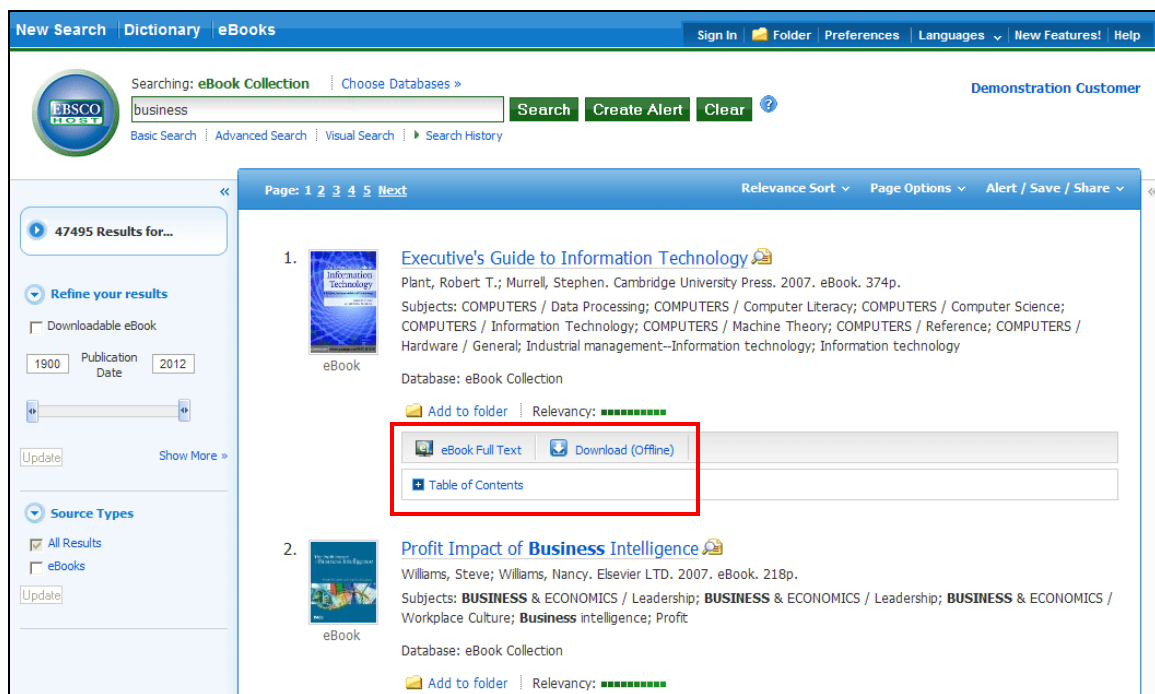 New Search Dictionary eBooks
Sign In Folder Preferences Languages New Features! Help
EBSCO
HOST
Searching: eBook Collection Choose Databases »
Demonstration Customer
business Search Create Alert Clear ?
Basic Search Advanced Search Visual Search Search History
«
Page: 1 2 3 4 5 Next
Relevance Sort Page Options Alert / Save / Share
«
47495 Results for...
Refine your results
Downloadable eBook
1900 Publication Date 2012
Update Show More »
Source Types
All Results
eBooks
Update
1. Executive's Guide to Information Technology
Information
Technology
eBook
Plant, Robert T.; Murrell, Stephen. Cambridge University Press. 2007. eBook. 374p.
Subjects: COMPUTERS / Data Processing; COMPUTERS / Computer Literacy; COMPUTERS / Computer Science;
COMPUTERS / Information Technology; COMPUTERS / Machine Theory; COMPUTERS / Reference; COMPUTERS /
Hardware / General; Industrial management--Information technology; Information technology
Database: eBook Collection
Add to folder Relevancy:
eBook Full Text Download (Offline)
Table of Contents
2. Profit Impact of Business Intelligence
eBook
Williams, Steve; Williams, Nancy. Elsevier LTD. 2007. eBook. 218p.
Subjects: BUSINESS & ECONOMICS / Leadership; BUSINESS & ECONOMICS / Leadership; BUSINESS & ECONOMICS /
Workplace Culture; Business intelligence; Profit
Database: eBook Collection
Add to folder Relevancy: